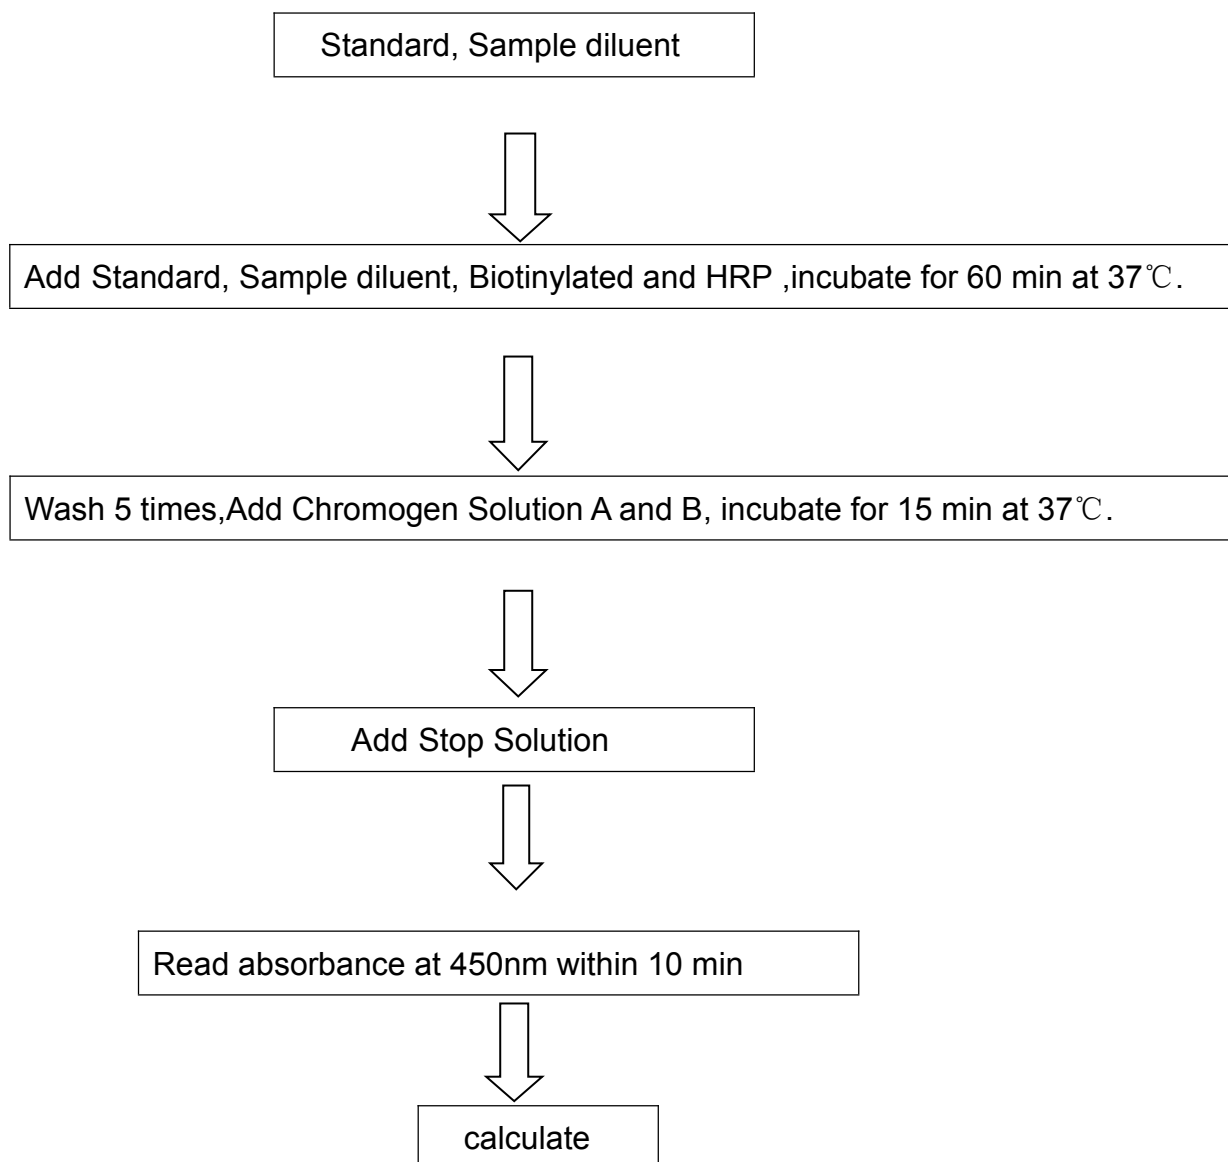 Standard, Sample diluent
Add Standard, Sample diluent, Biotinylated and HRP ,incubate for 60 min at 37℃.
Wash 5 times,Add Chromogen Solution A and B, incubate for 15 min at 37℃.
Add Stop Solution
Read absorbance at 450nm within 10 min
calculate